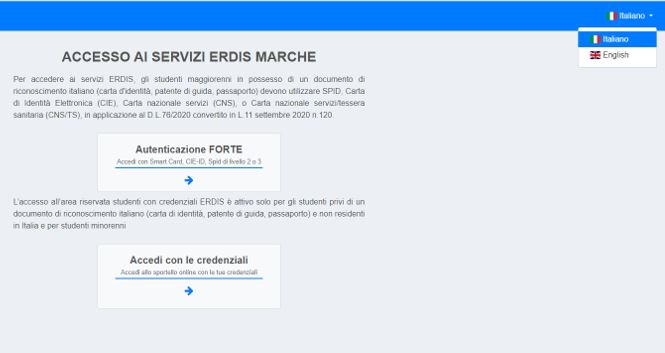 Italiano
Italiano
English
ACCESSO AI SERVIZI ERDIS MARCHE
Per accedere ai servizi ERDIS, gli studenti maggiorenni in possesso di un documento di
riconoscimento italiano (carta d'identità, patente di guida, passaporto) devono utilizzare SPID, Carta
di Identità Elettronica (CIE), Carta nazionale servizi (CNS), o Carta nazionale servizi/tessera
sanitaria (CNS/TS), in applicazione al D.L.76/2020 convertito in L.11 settembre 2020 n.120.
Autenticazione FORTE
Accedi con Smart Card, CIE-ID, Spid di livello 2 o 3
L'accesso all'area riservata studenti con credenziali ERDIS è attivo solo per gli studenti privi di un
documento di riconoscimento italiano (carta di identità, patente di guida, passaporto) e non residenti
in Italia e per studenti minorenni
Accedi con le credenziali
Accedi allo sportello online con le tue credenziali